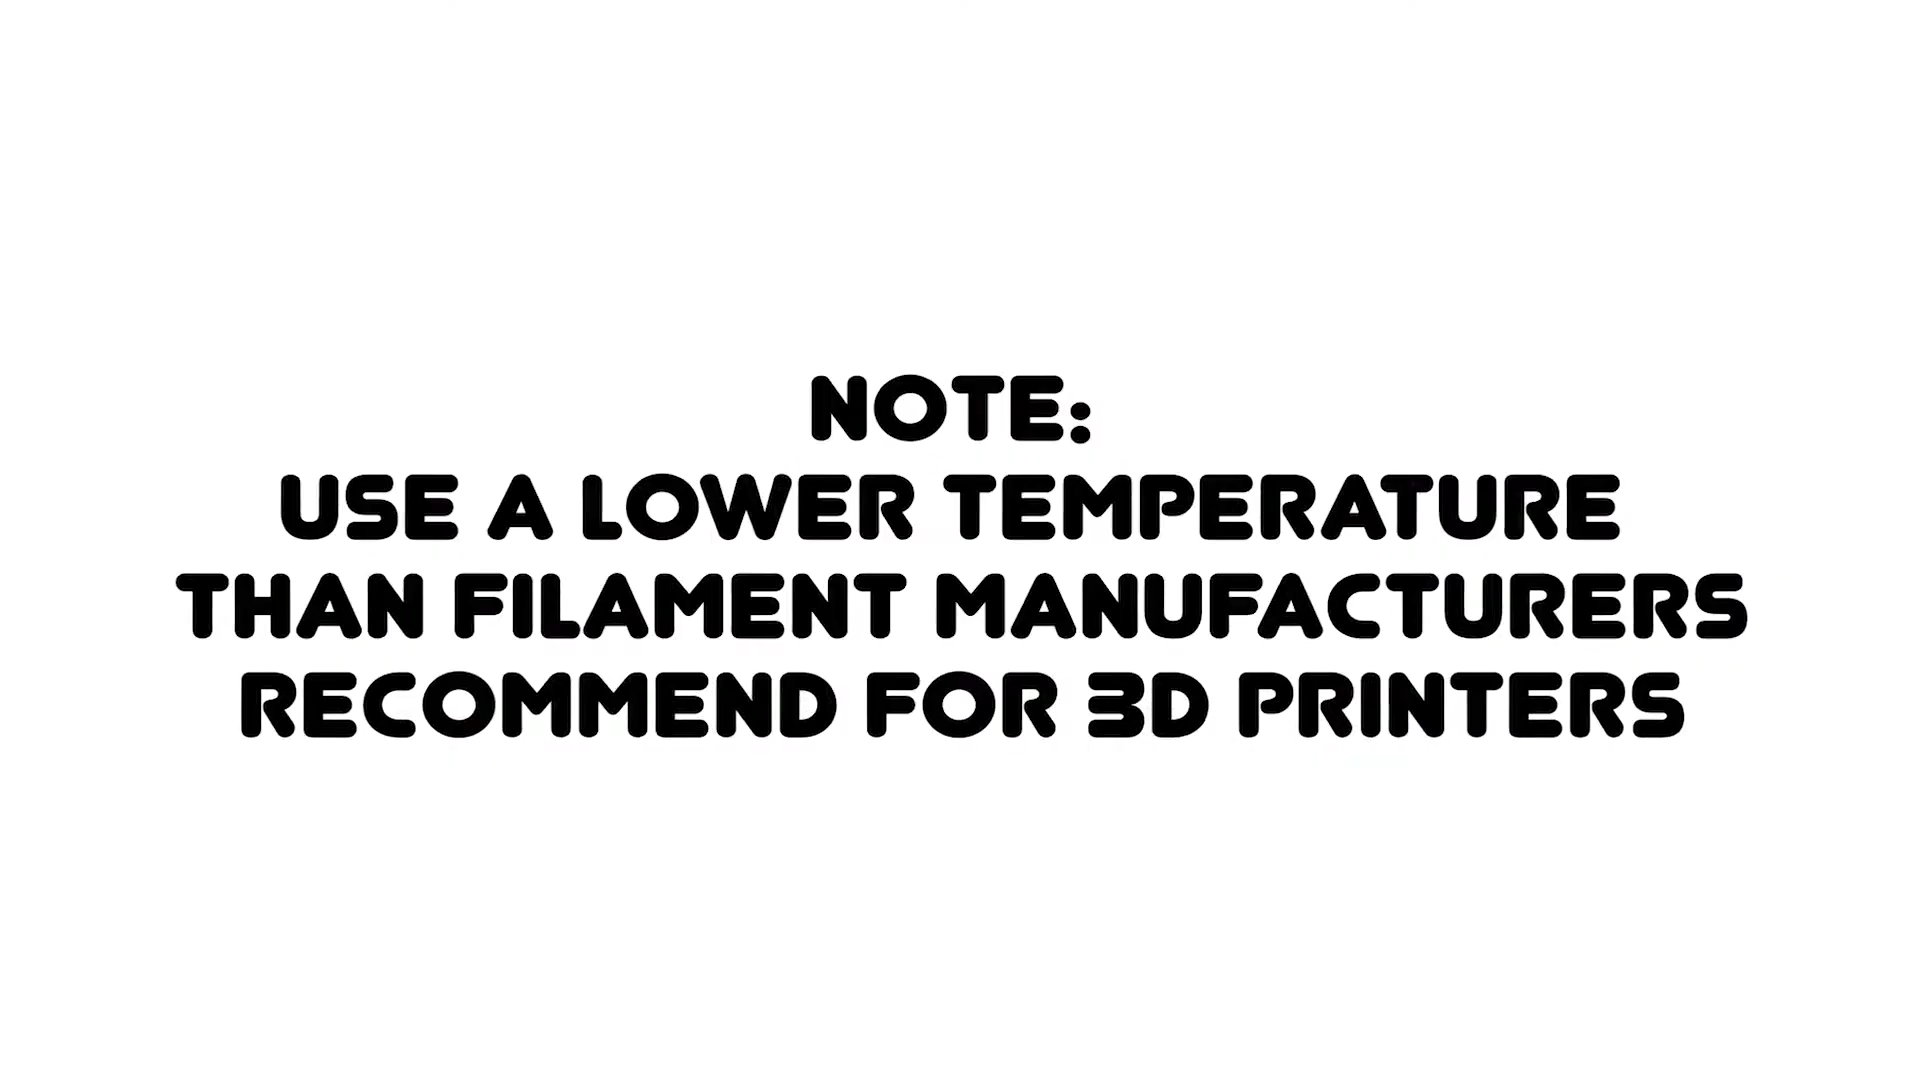 NOTE:
USE A LOWER TEMPERATURE
THAN FILAMENT MANUFACTURERS
RECOMMEND FOR 3D PRINTERS